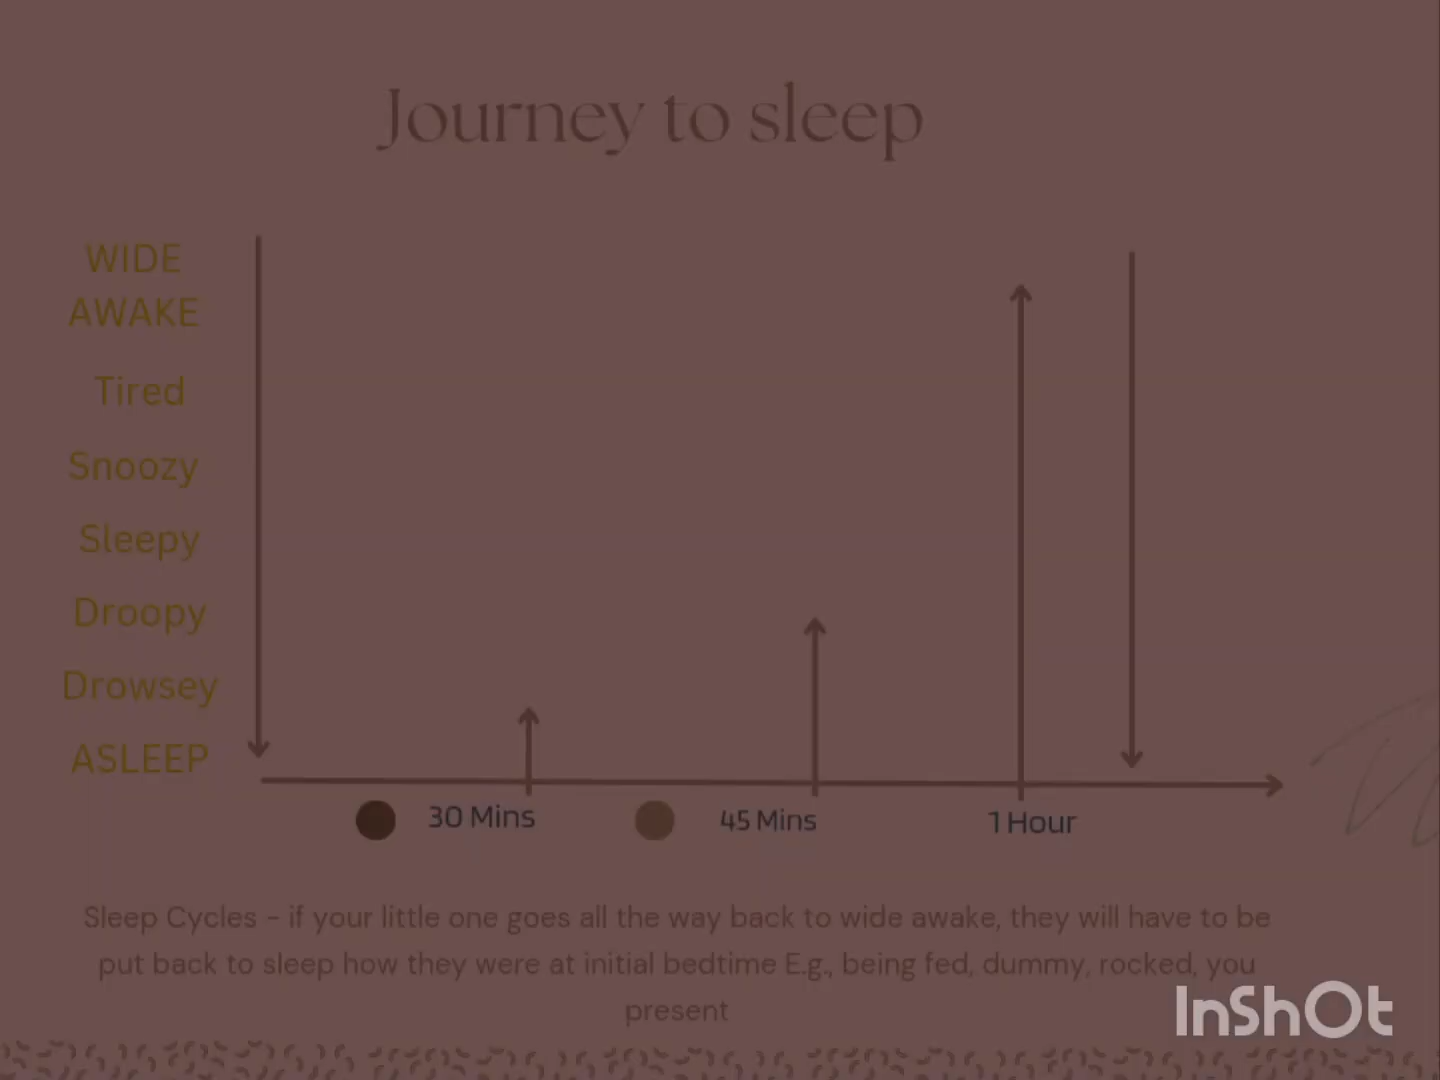 Journey to sleep
WIDE
AWAKE
Tired
Snoozy
Sleepy
Droopy
Drowsey
ASLEEP
30 Mins
45 Mins
1 Hour
Sleep Cycles - if your little one goes all the way back to wide awake, they will have to be
put back to sleep how they were at initial bedtime E.g., being fed, dummy, rocked, you
present
InShOt